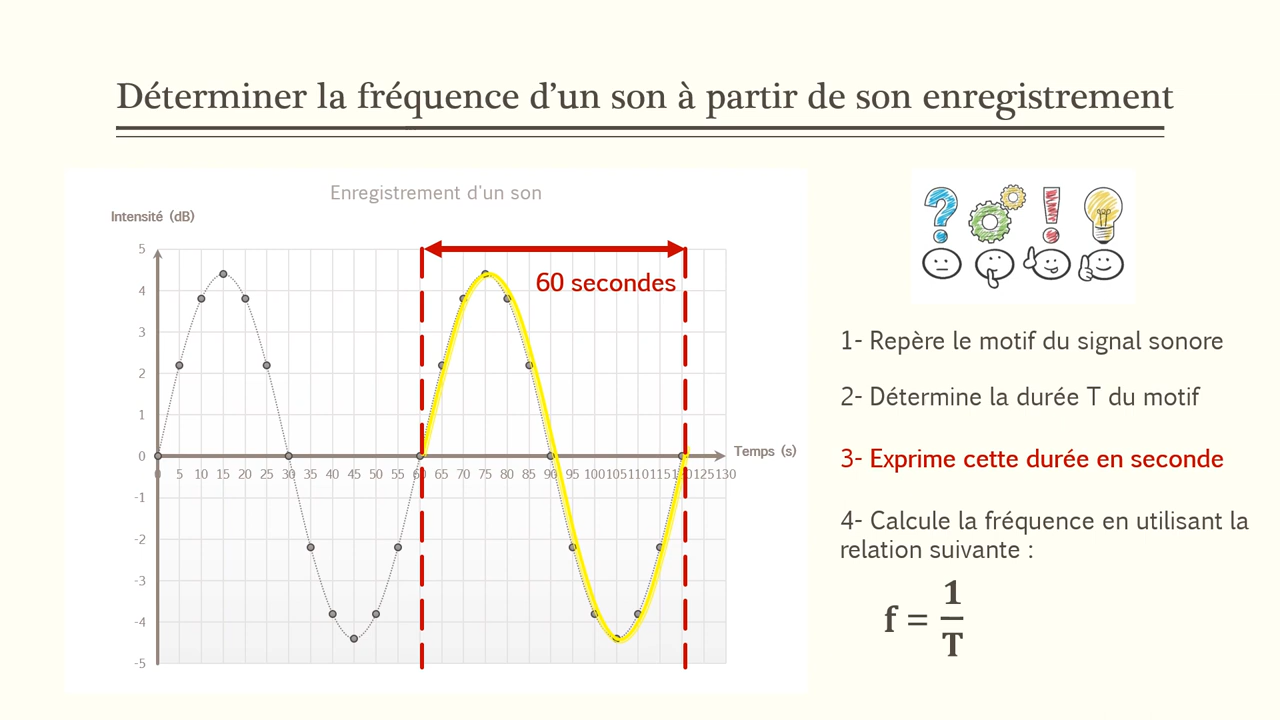 Déterminer la fréquence d’un son à partir de son enregistrement
Enregistrement d'un son
Intensité (dB)
5
4
3
2
1
0
-1
-2
-3
-4
-5
60 secondes
Temps (s)
0 5 10 15 20 25 30 35 40 45 50 55 60 65 70 75 80 85 90 95 100 105 110 115 120 125 130
1- Repère le motif du signal sonore
2- Détermine la durée T du motif
3- Exprime cette durée en seconde
4- Calcule la fréquence en utilisant la
relation suivante :
f = 1/T